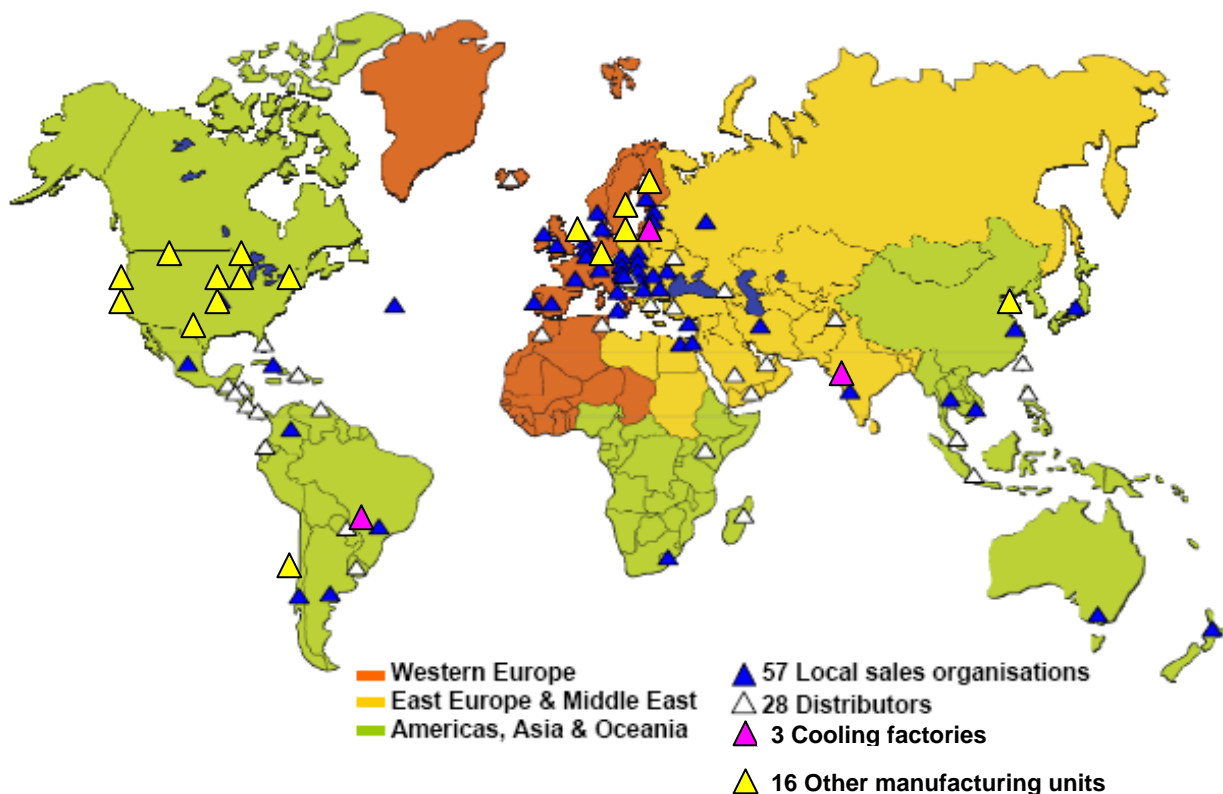 Western Europe
East Europe & Middle East
Americas, Asia & Oceania
57 Local sales organisations
28 Distributors
3 Cooling factories
16 Other manufacturing units